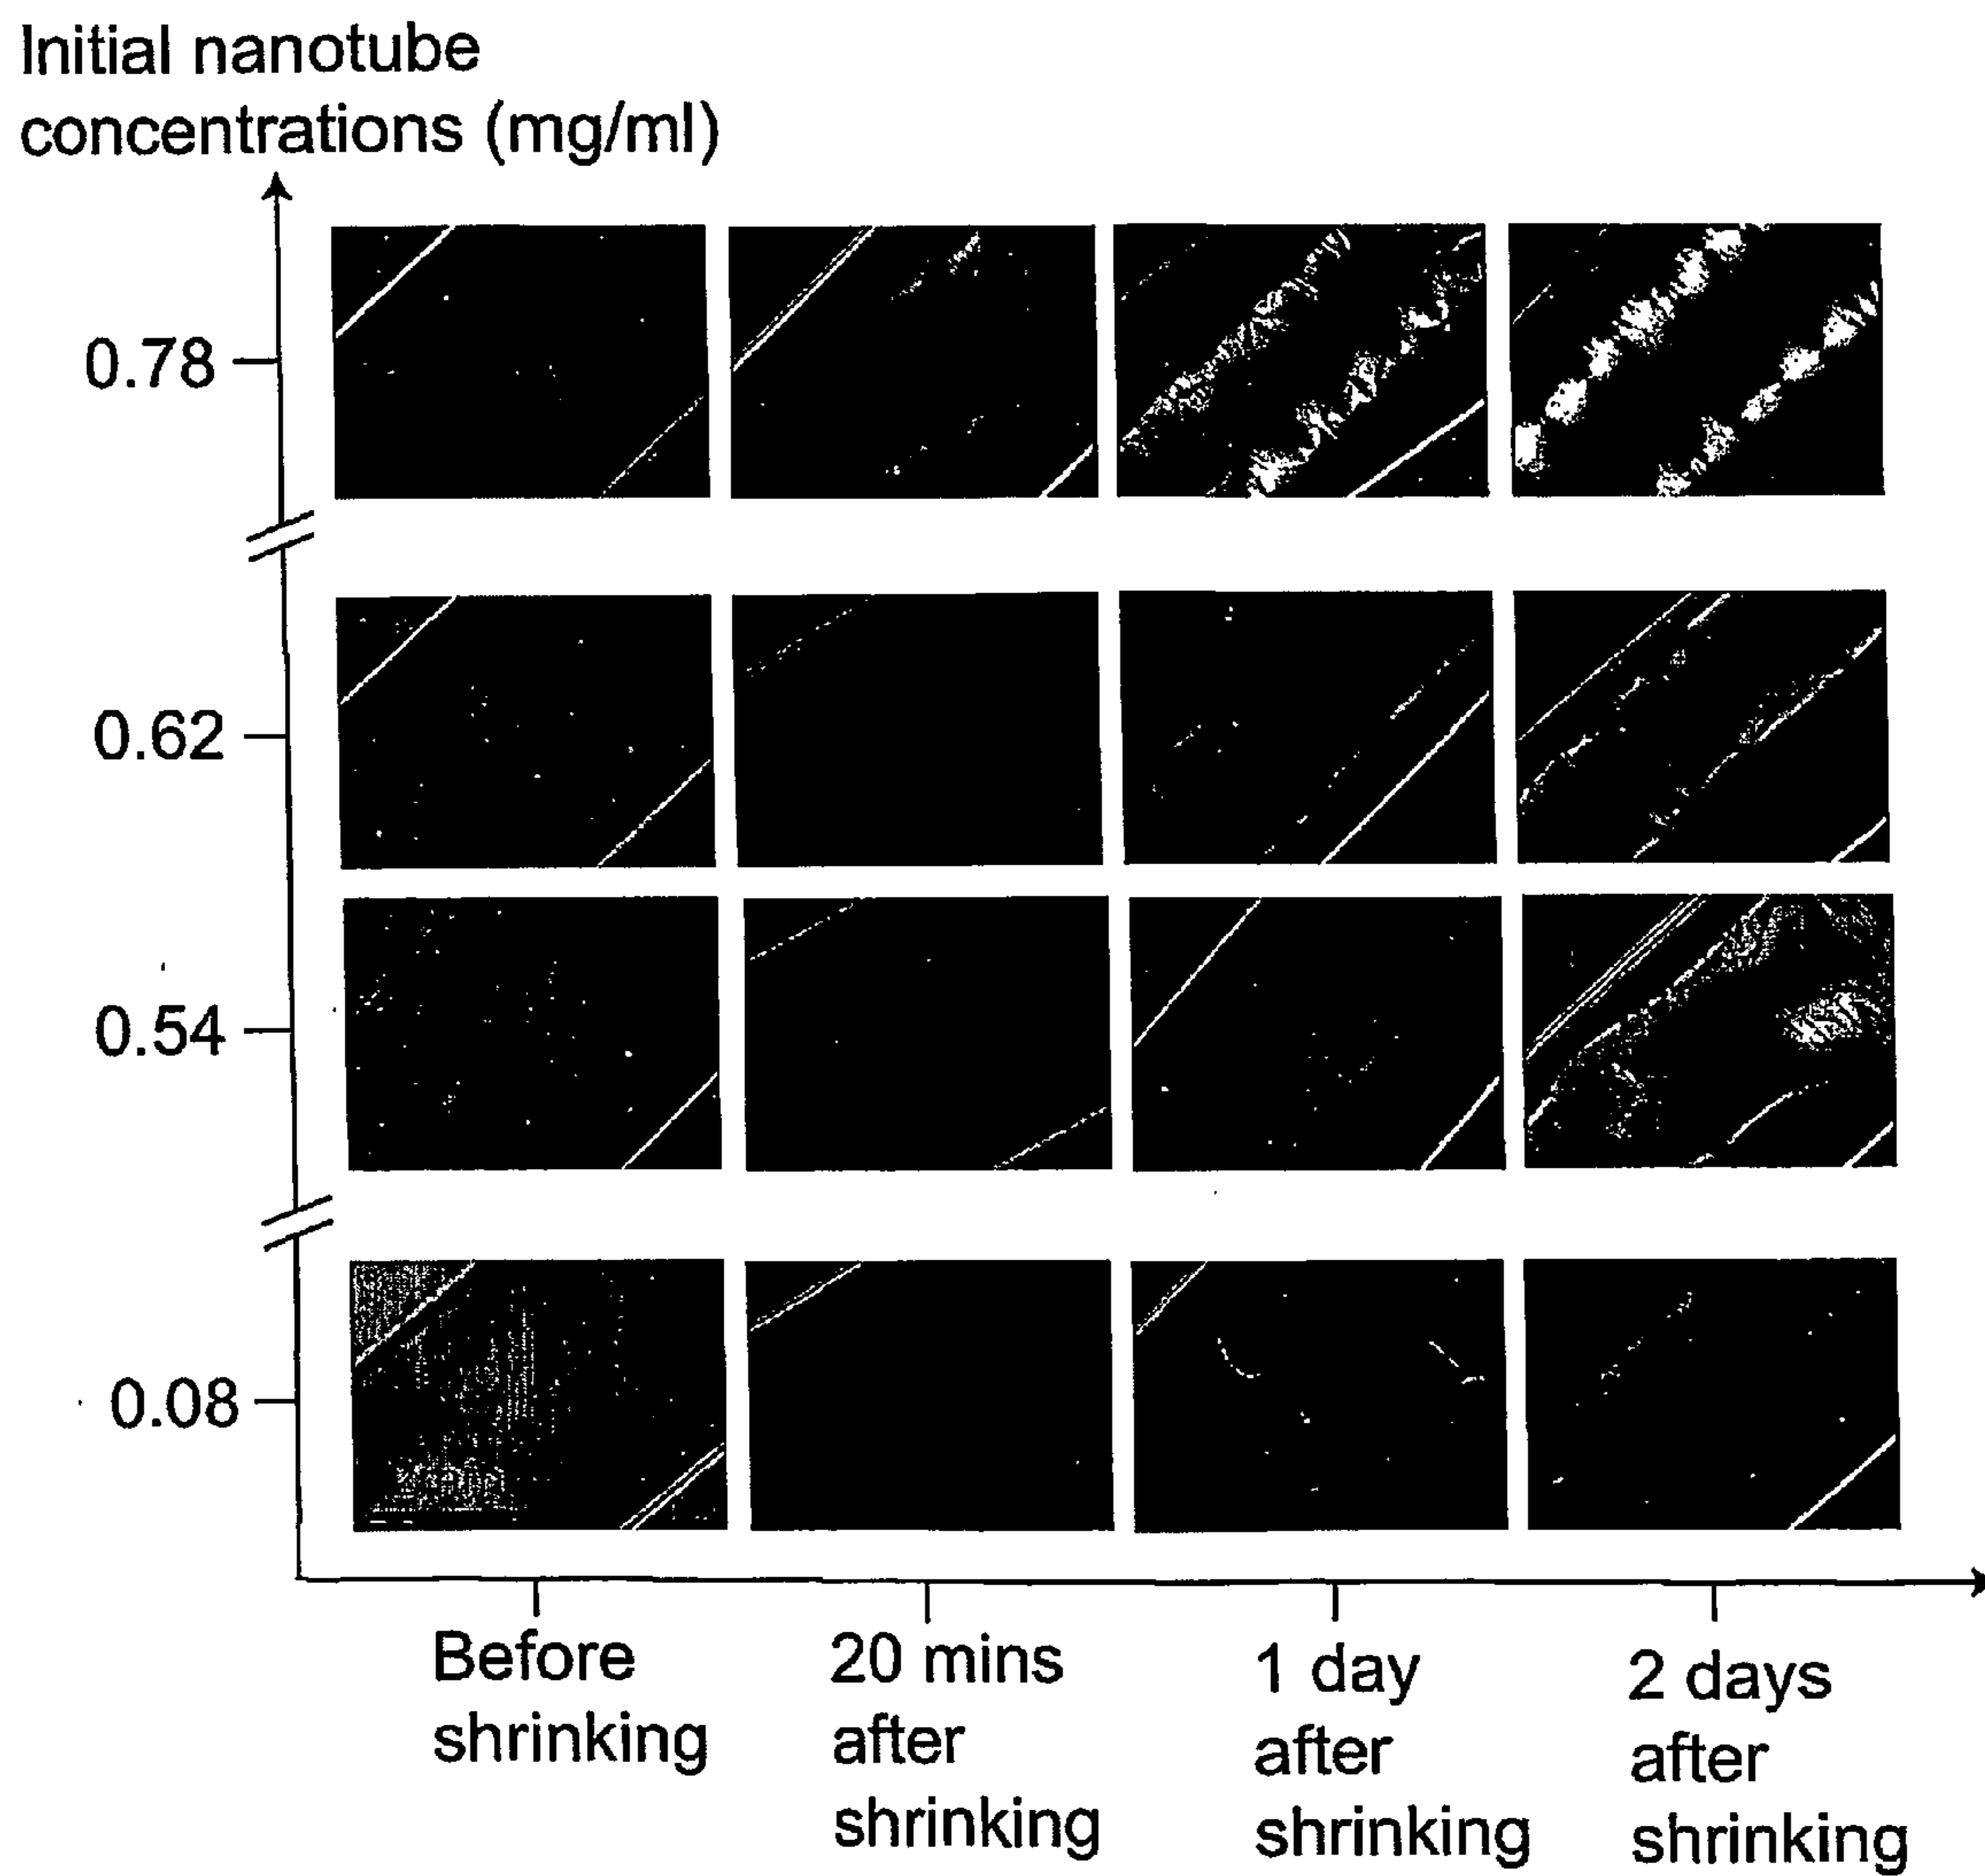 Initial nanotube
concentrations (mg/ml)
0.78
0.62
0.54
0.08
Before
shrinking
20 mins
after
shrinking
1 day
after
shrinking
2 days
after
shrinking